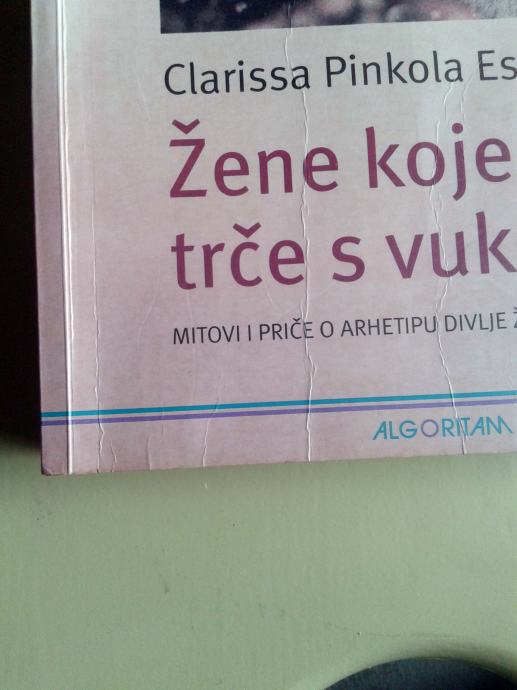 Clarissa Pinkola Es
Žene koje
trče s vuk
MITOVI I PRIČE O ARHETIPU DIVLJE Ž
ALGORITAM